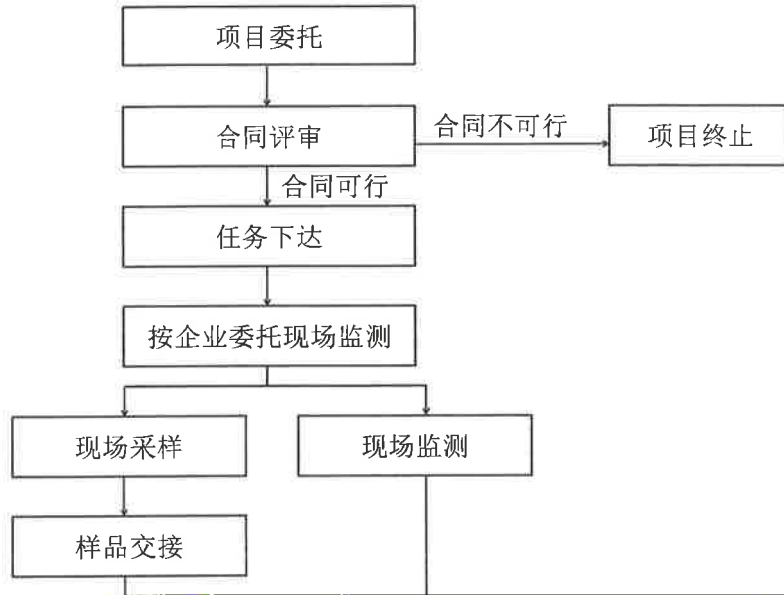 项目委托
合同评审
合同不可行
项目终止
合同可行
任务下达
按企业委托现场监测
现场采样
现场监测
样品交接